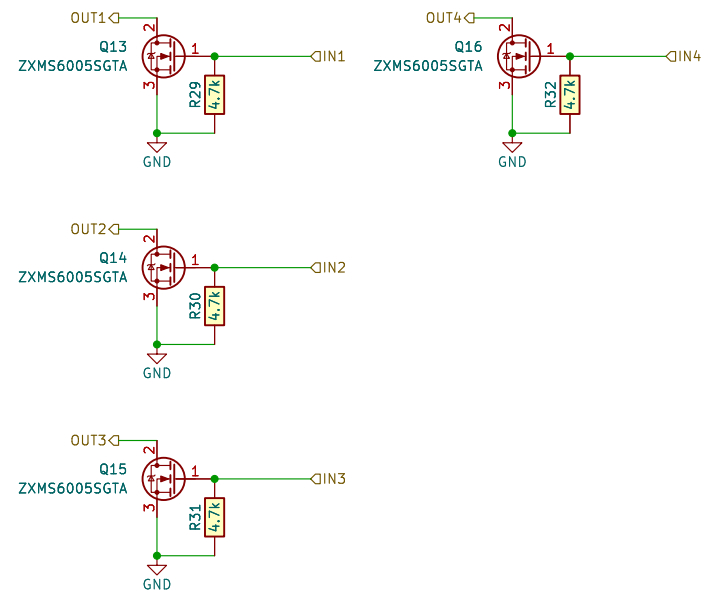 OUT1
2
Q13
ZXMS6005SGTA
1
IN1
3
R29
4.7k
GND
OUT4
2
Q16
ZXMS6005SGTA
1
IN4
3
R32
4.7k
GND
OUT2
2
Q14
ZXMS6005SGTA
1
IN2
3
R30
4.7k
GND
OUT3
2
Q15
ZXMS6005SGTA
1
IN3
3
R31
4.7k
GND